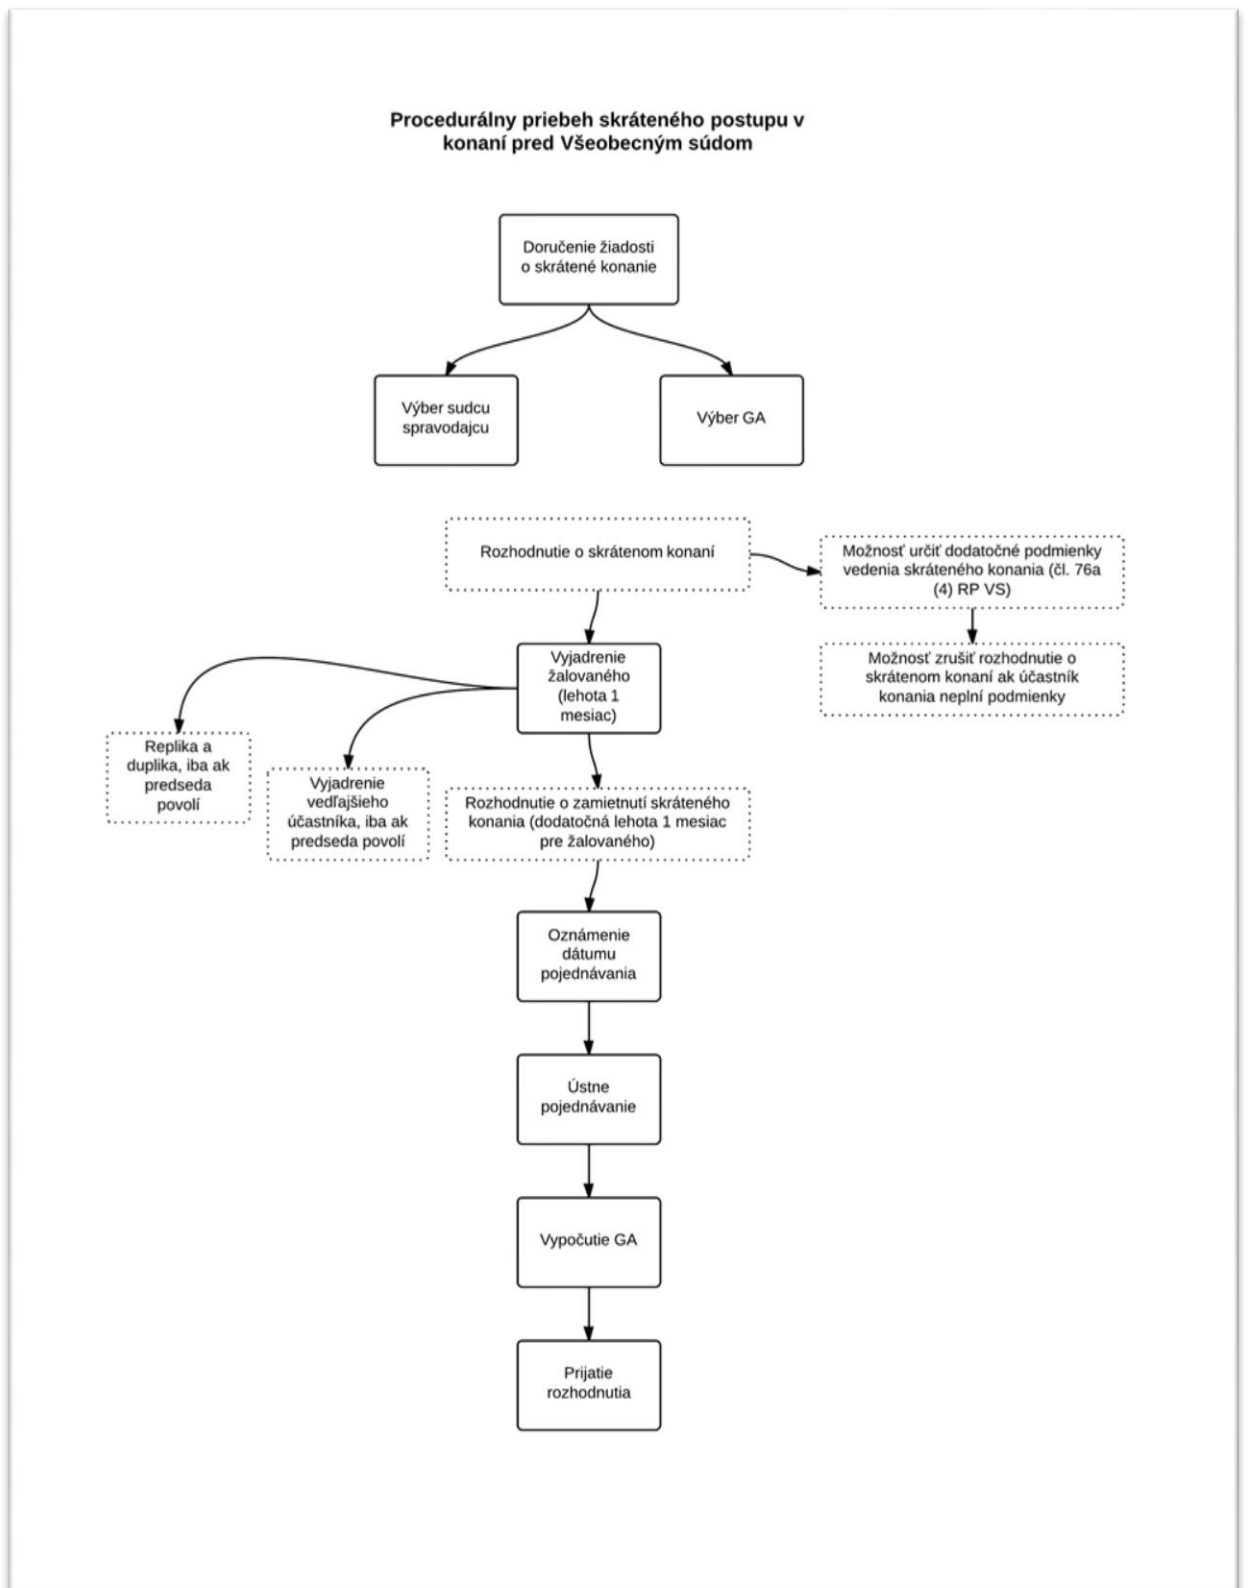 Procedurálny priebeh skráteného postupu v
konaní pred Všeobecným súdom
Doručenie žiadosti
o skrátené konanie
Výber sudcu
spravodajcu
Výber GA
Rozhodnutie o skrátenom konaní
Možnosť určiť dodatočné podmienky
vedenia skráteného konania (čl. 76a
(4) RP VS)
Vyjadrenie
žalovaného
(lehota 1
mesiac)
Možnosť zrušiť rozhodnutie o
skrátenom konaní ak účastník
konania neplní podmienky
Replika a
duplika, iba ak
predseda
povolí
Vyjadrenie
vedľajšieho
účastníka, iba ak
predseda povolí
Rozhodnutie o zamietnutí skráteného
konania (dodatočná lehota 1 mesiac
pre žalovaného)
Oznámenie
dátumu
pojednávania
Ústne
pojednávanie
Vypočutie GA
Prijatie
rozhodnutia